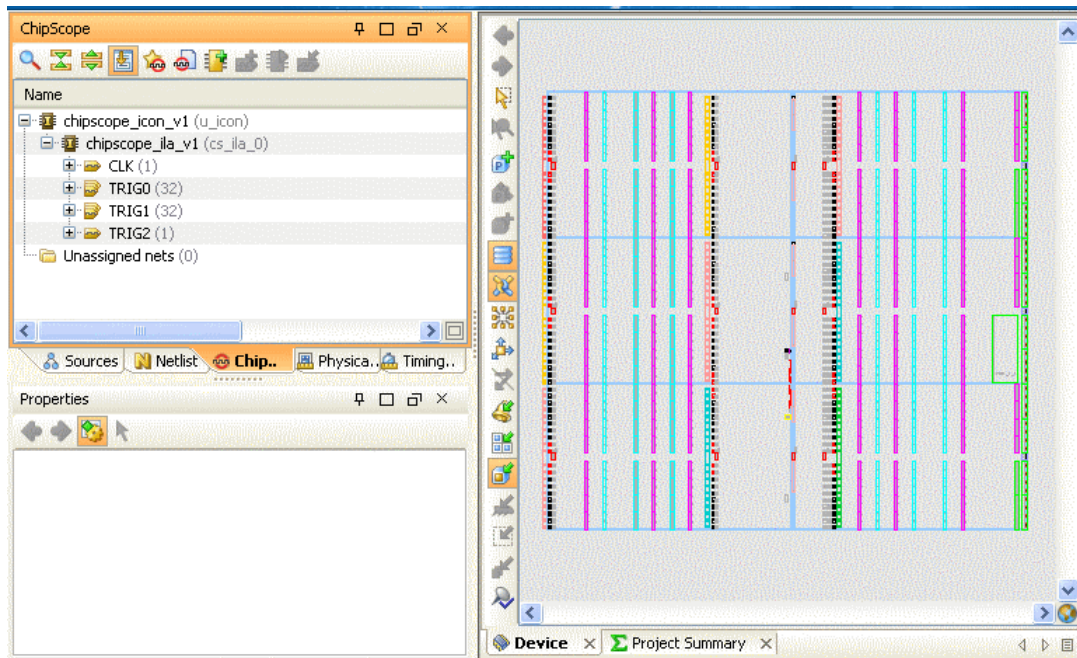 ChipScope
Name
chipscope_icon_v1 (u_icon)
chipscope_ila_v1 (cs_ila_0)
CLK (1)
TRIG0 (32)
TRIG1 (32)
TRIG2 (1)
Unassigned nets (0)
Sources Netlist Chip.. Physica.. Timing..
Properties
Device Project Summary